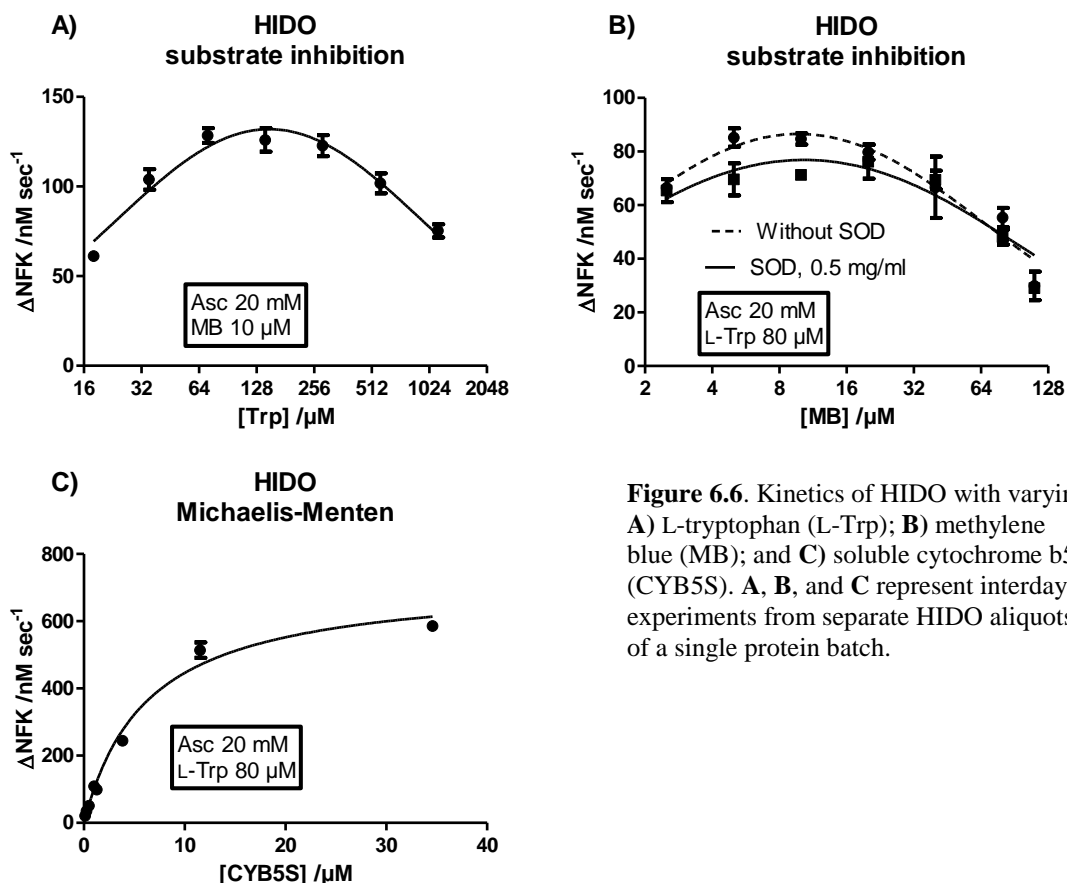 A)
HIDO
substrate inhibition
ΔNFK /nM sec-1
150
100
50
0
Asc 20 mM
MB 10 µM
16 32 64 128 256 512 1024 2048
[Trp] /µM
B)
HIDO
substrate inhibition
ΔNFK /nM sec-1
100
80
60
40
20
0
Without SOD
SOD, 0.5 mg/ml
Asc 20 mM
L-Trp 80 µM
2 4 8 16 32 64 128
[MB] /µM
C)
HIDO
Michaelis-Menten
ΔNFK /nM sec-1
800
600
400
200
0
Asc 20 mM
L-Trp 80 µM
0 10 20 30 40
[CYB5S] /µM
Figure 6.6. Kinetics of HIDO with varyin
A) L-tryptophan (L-Trp); B) methylene
blue (MB); and C) soluble cytochrome b5
(CYB5S). A, B, and C represent interday
experiments from separate HIDO aliquots
of a single protein batch.